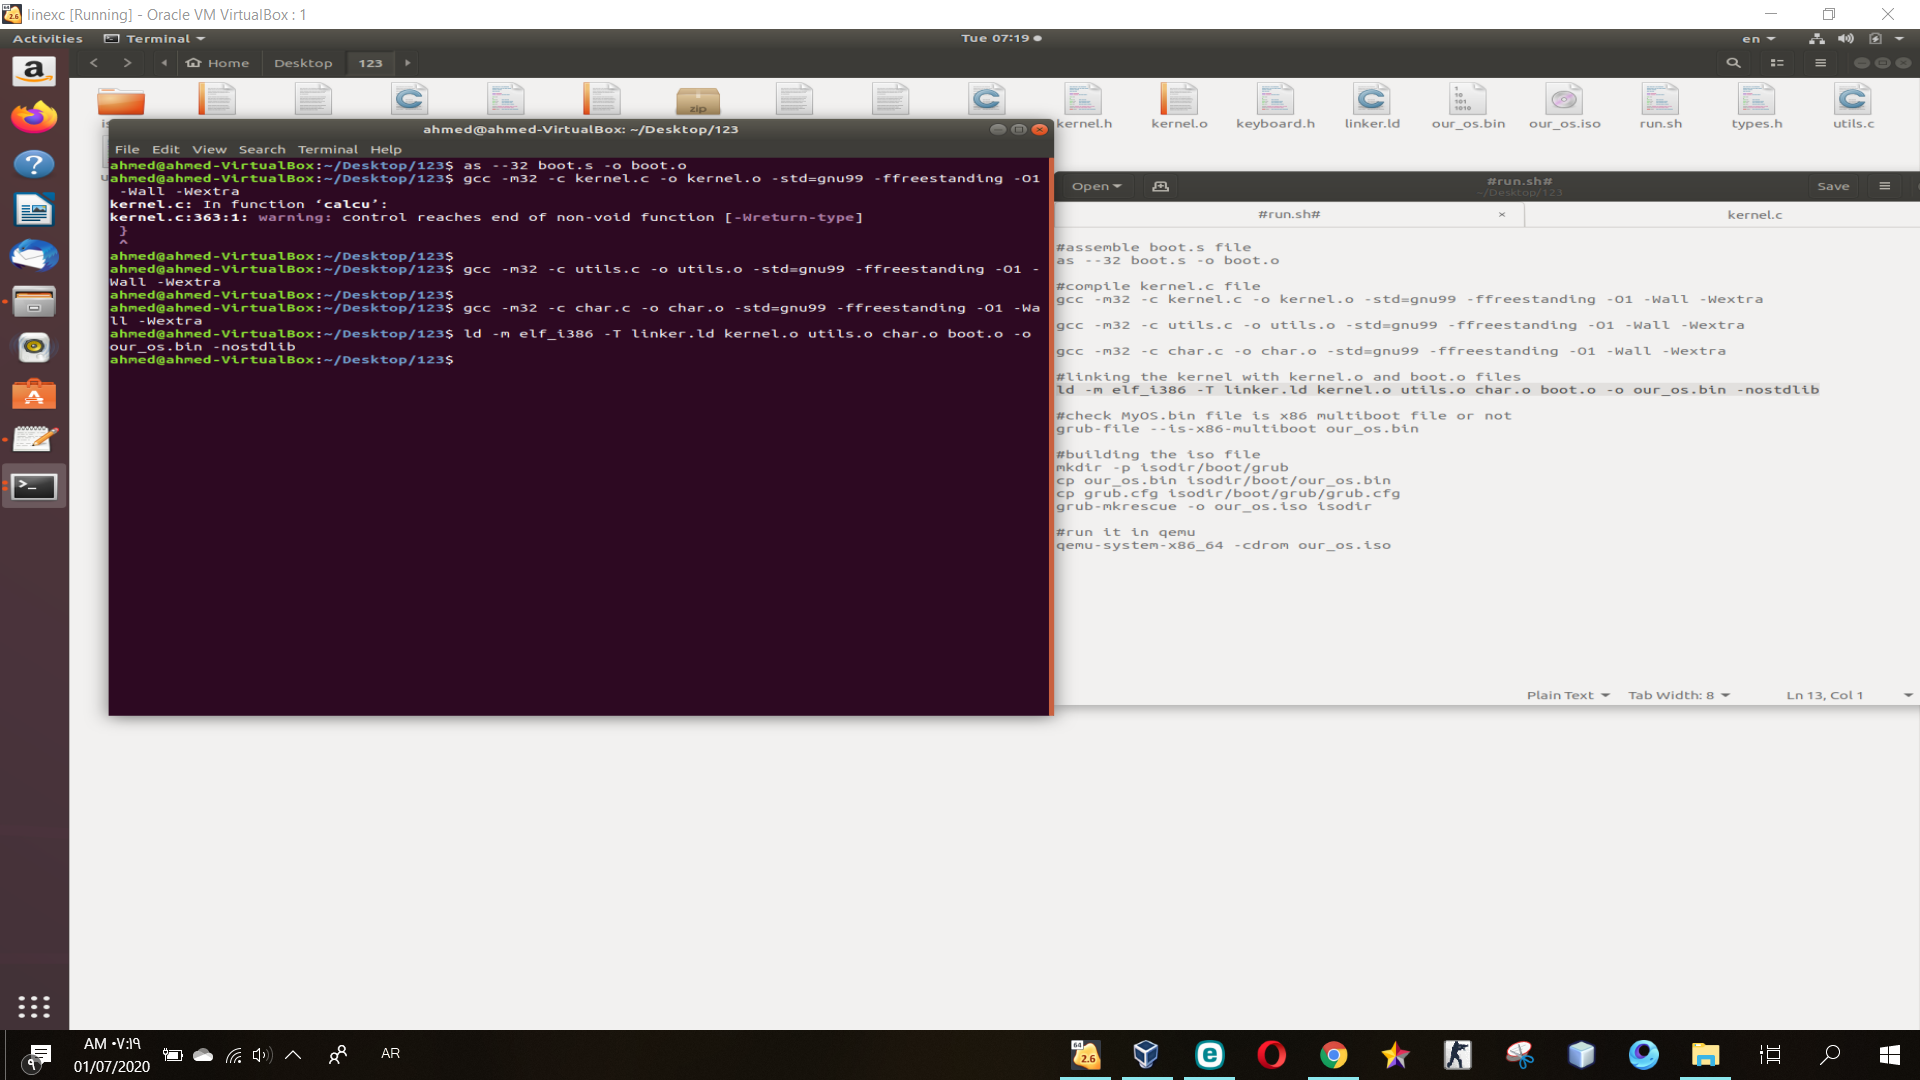 linexc [Running] - Oracle VM VirtualBox : 1
Activities Terminal Tue 07:19 en
Home Desktop 123
zip
kernel.h kernel.o keyboard.h linker.ld our_os.bin our_os.iso run.sh types.h utils.c
ahmed@ahmed-VirtualBox: ~/Desktop/123
File Edit View Search Terminal Help
ahmed@ahmed-VirtualBox:~/Desktop/123$ as --32 boot.s -o boot.o
ahmed@ahmed-VirtualBox:~/Desktop/123$ gcc -m32 -c kernel.c -o kernel.o -std=gnu99 -ffreestanding -O1
-Wall -Wextra
kernel.c: In function ‘calcu’:
kernel.c:363:1: warning: control reaches end of non-void function [-Wreturn-type]
}
^
ahmed@ahmed-VirtualBox:~/Desktop/123$
ahmed@ahmed-VirtualBox:~/Desktop/123$ gcc -m32 -c utils.c -o utils.o -std=gnu99 -ffreestanding -O1 -
Wall -Wextra
ahmed@ahmed-VirtualBox:~/Desktop/123$
ahmed@ahmed-VirtualBox:~/Desktop/123$ gcc -m32 -c char.c -o char.o -std=gnu99 -ffreestanding -O1 -Wa
ll -Wextra
ahmed@ahmed-VirtualBox:~/Desktop/123$ ld -m elf_i386 -T linker.ld kernel.o utils.o char.o boot.o -o
our_os.bin -nostdlib
ahmed@ahmed-VirtualBox:~/Desktop/123$
Open #run.sh# Save
~/Desktop/123
#run.sh# × kernel.c
#assemble boot.s file
as --32 boot.s -o boot.o
#compile kernel.c file
gcc -m32 -c kernel.c -o kernel.o -std=gnu99 -ffreestanding -O1 -Wall -Wextra
gcc -m32 -c utils.c -o utils.o -std=gnu99 -ffreestanding -O1 -Wall -Wextra
gcc -m32 -c char.c -o char.o -std=gnu99 -ffreestanding -O1 -Wall -Wextra
#linking the kernel with kernel.o and boot.o files
ld -m elf_i386 -T linker.ld kernel.o utils.o char.o boot.o -o our_os.bin -nostdlib
#check MyOS.bin file is x86 multiboot file or not
grub-file --is-x86-multiboot our_os.bin
#building the iso file
mkdir -p isodir/boot/grub
cp our_os.bin isodir/boot/our_os.bin
cp grub.cfg isodir/boot/grub/grub.cfg
grub-mkrescue -o our_os.iso isodir
#run it in qemu
qemu-system-x86_64 -cdrom our_os.iso
Plain Text Tab Width: 8 Ln 13, Col 1
AM ٠٧:١٩
01/07/2020
AR
٩
64
2.6